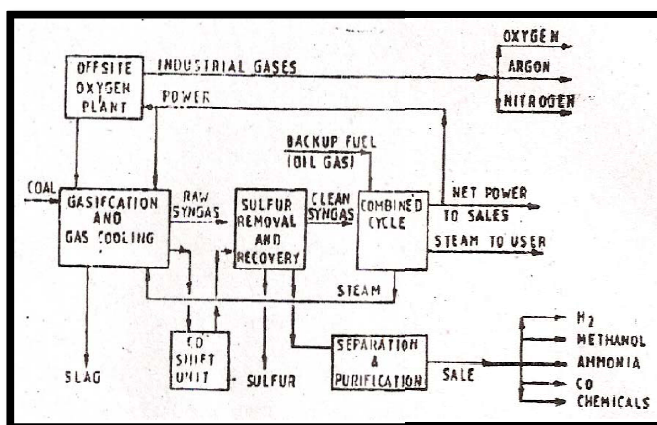 OXYGEN
OFFSITE
OXYGEN
PLANT
INDUSTRIAL GASES
ARGON
POWER
NITROGEN
BACKUP FUEL
(OIL GAS)
COAL
GASIFCATION
AND
GAS COOLING
RAW
SYNGAS
SULFUR
REMOVAL
AND
RECOVERY
CLEAN
SYNGAS
COMBINED
CYCLE
NET POWER
TO SALES
STEAM TO USER
STEAM
CO
SHIFT
UNIT
SLAG
SULFUR
SEPARATION
&
PURIFICATION
SALE
H2
METHANOL
AMMONIA
CO
CHEMICALS